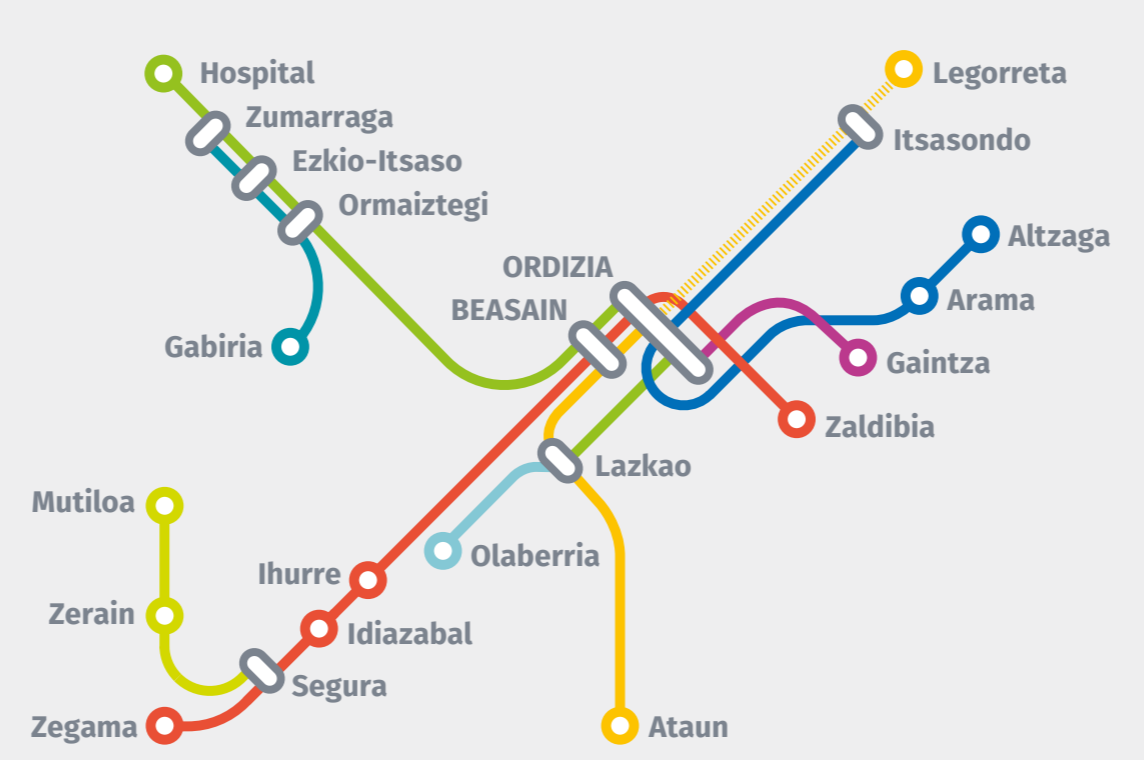 Hospital
Legorreta
Zumarraga
Itsasondo
Ezkio-Itsaso
Ormaiztegi
Altzaga
ORDIZIA
Arama
BEASAIN
Gabiria
Gaintza
Zaldibia
Lazkao
Mutiloa
Olaberria
Ihurre
Zerain
Idiazabal
Segura
Zegama
Ataun